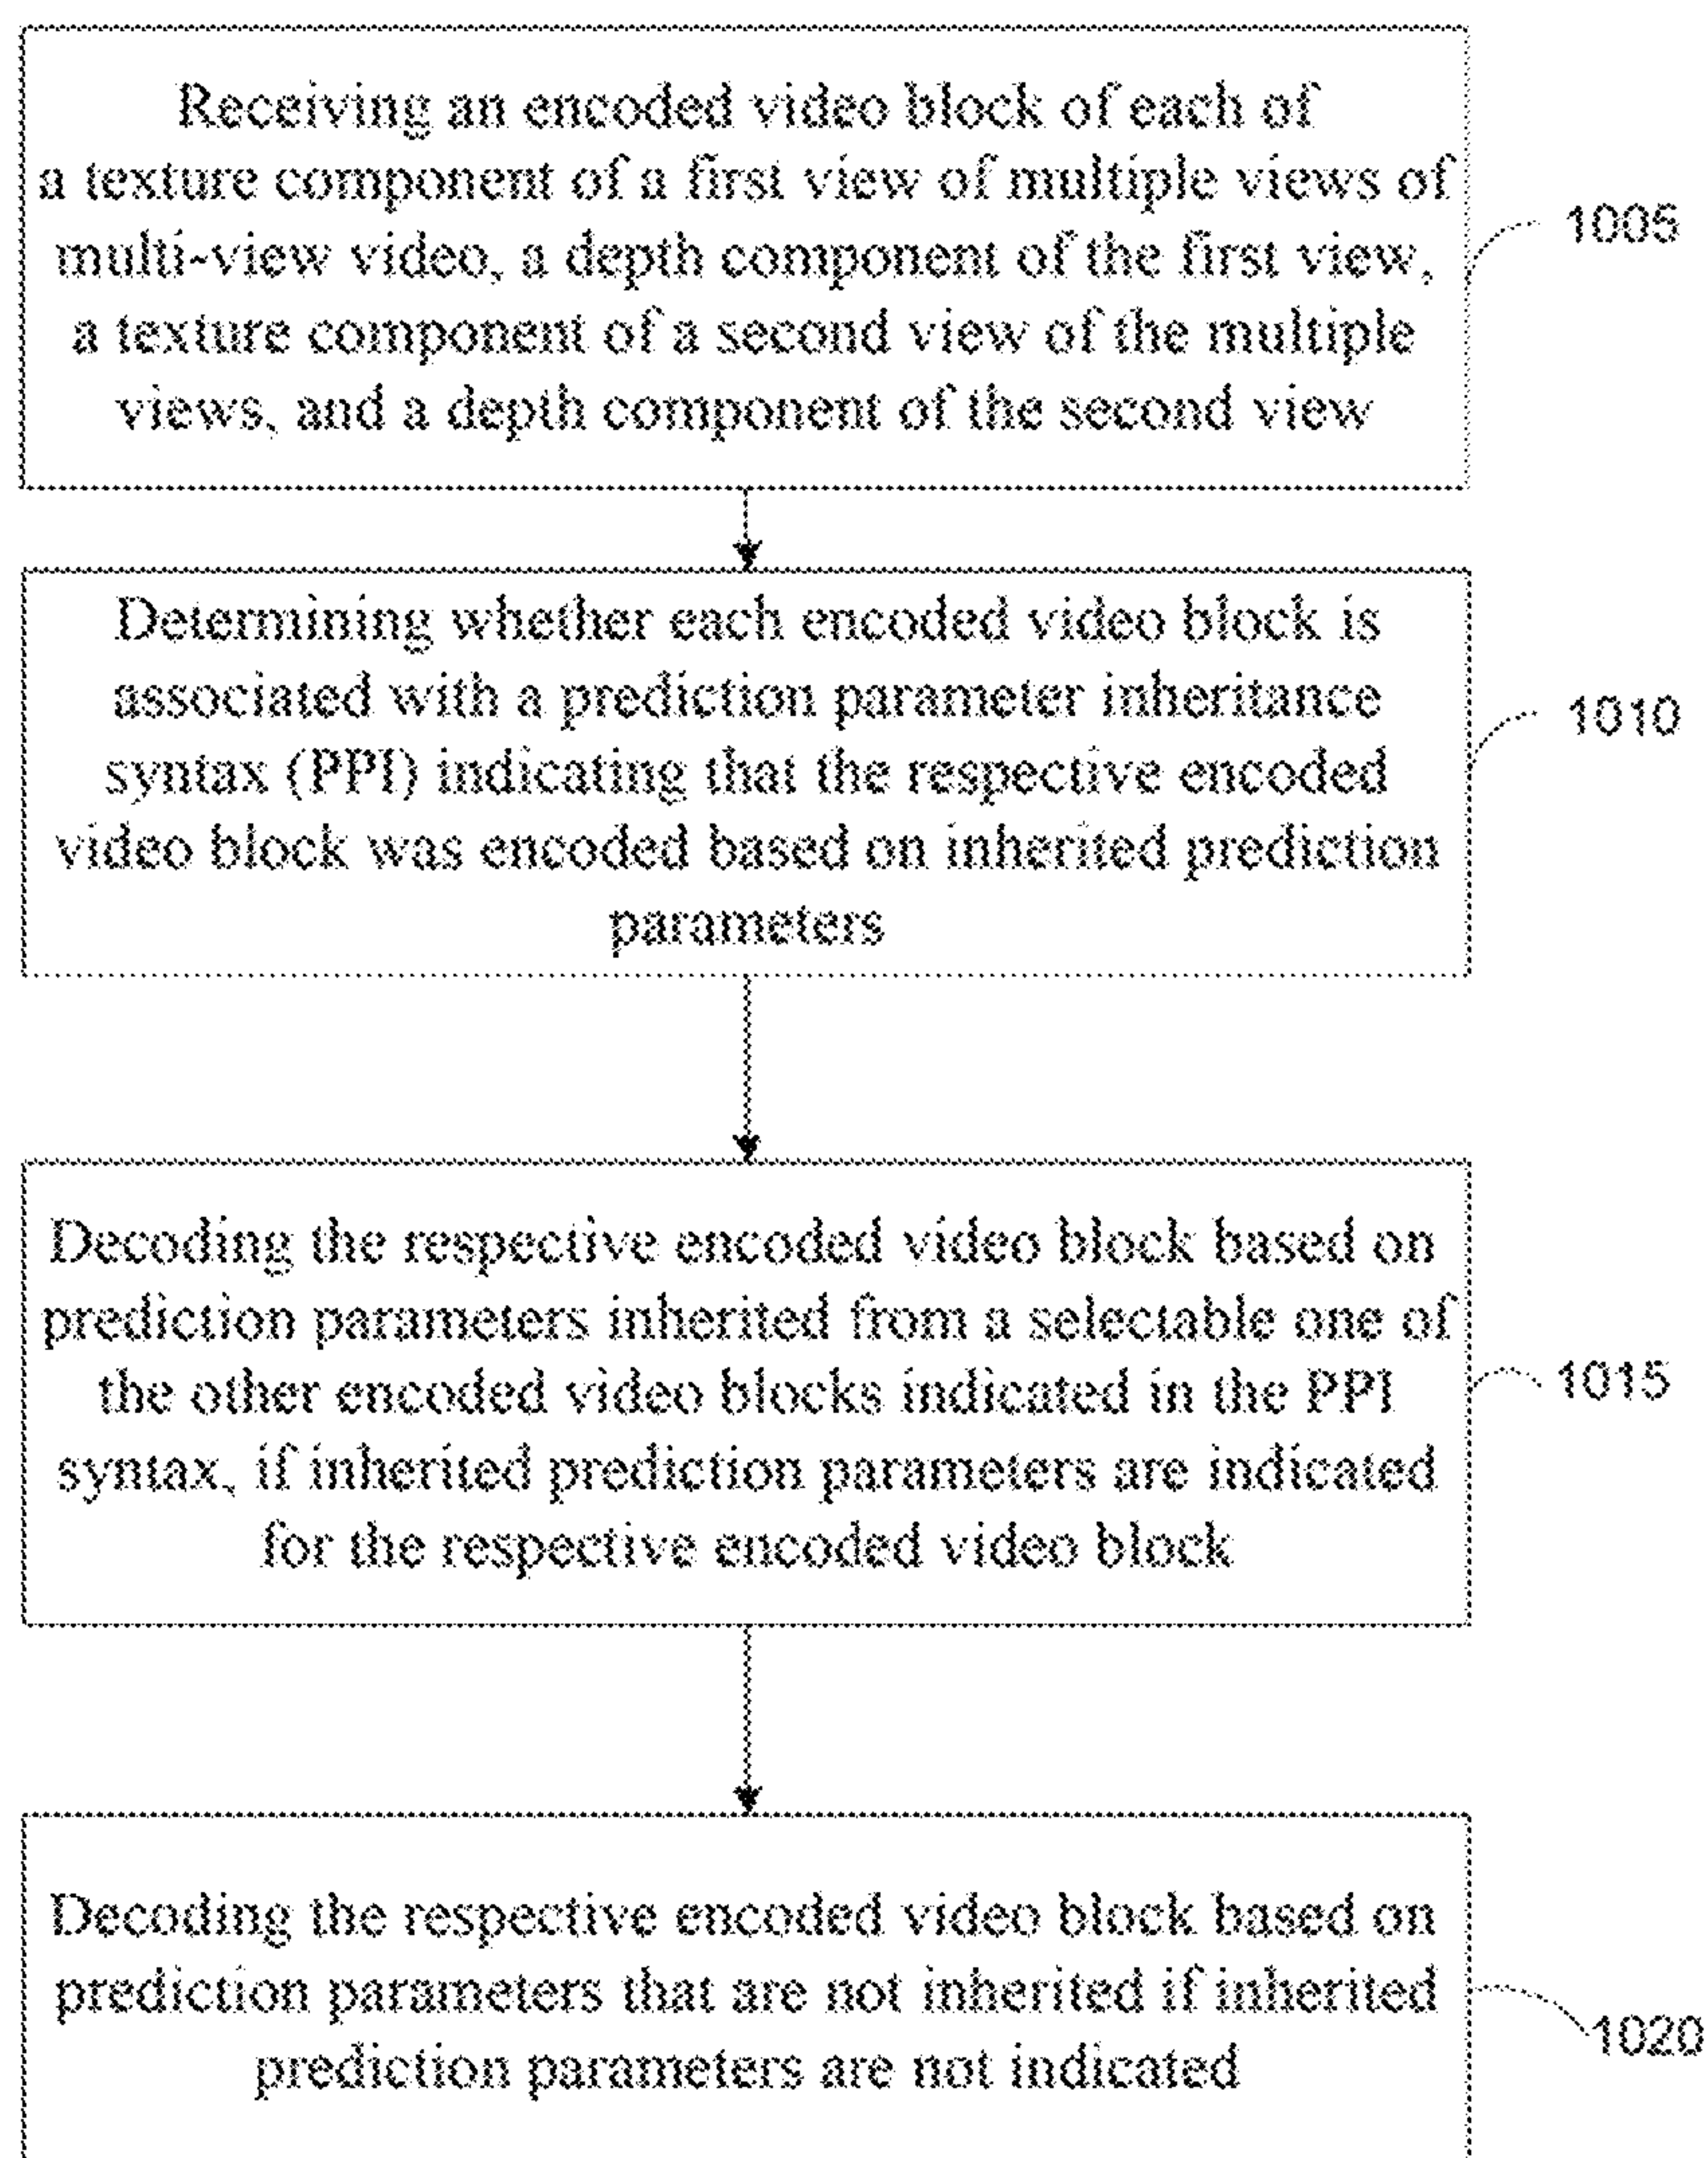 Receiving an encoded video block of each of
a texture component of a first view of multiple views of
multi-view video, a depth component of the first view,
a texture component of a second view of the multiple
views, and a depth component of the second view
1005
Determining whether each encoded video block is
associated with a prediction parameter inheritance
syntax (PPI) indicating that the respective encoded
video block was encoded based on inherited prediction
parameters
1010
Decoding the respective encoded video block based on
prediction parameters inherited from a selectable one of
the other encoded video blocks indicated in the PPI
syntax, if inherited prediction parameters are indicated
for the respective encoded video block
1015
Decoding the respective encoded video block based on
prediction parameters that are not inherited if inherited
prediction parameters are not indicated
1020